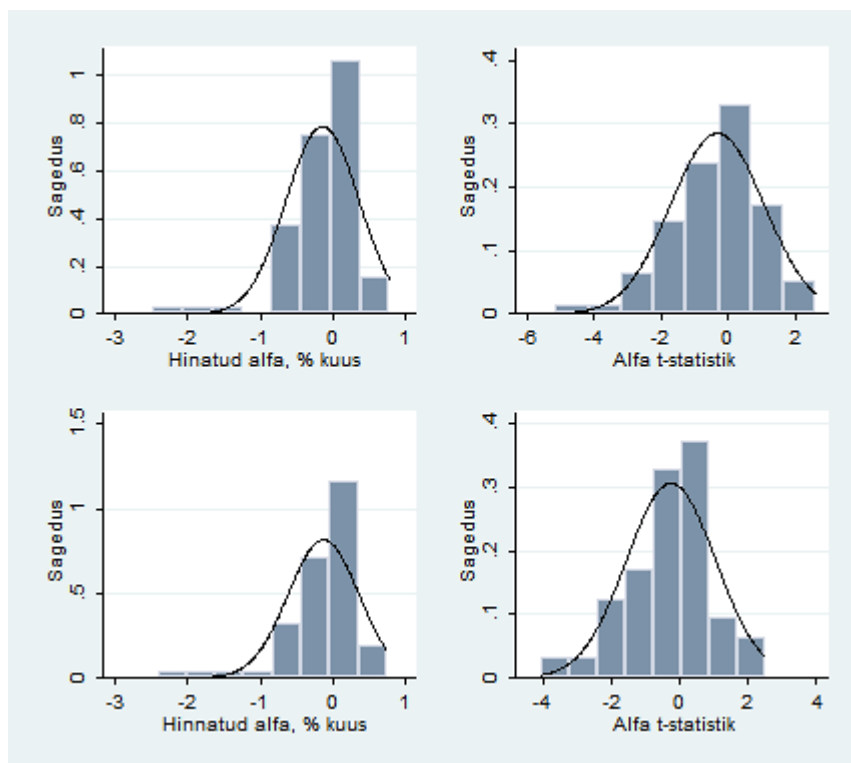 Sagedus
0 .2 .4 .6 .8 1
-3 -2 -1 0 1
Hinatud alfa, % kuus
Sagedus
0 .1 .2 .3 .4
-6 -4 -2 0 2
Alfa t-statistik
Sagedus
0 .5 1 1.5
-3 -2 -1 0 1
Hinnatud alfa, % kuus
Sagedus
0 .1 .2 .3 .4
-4 -2 0 2 4
Alfa t-statistik